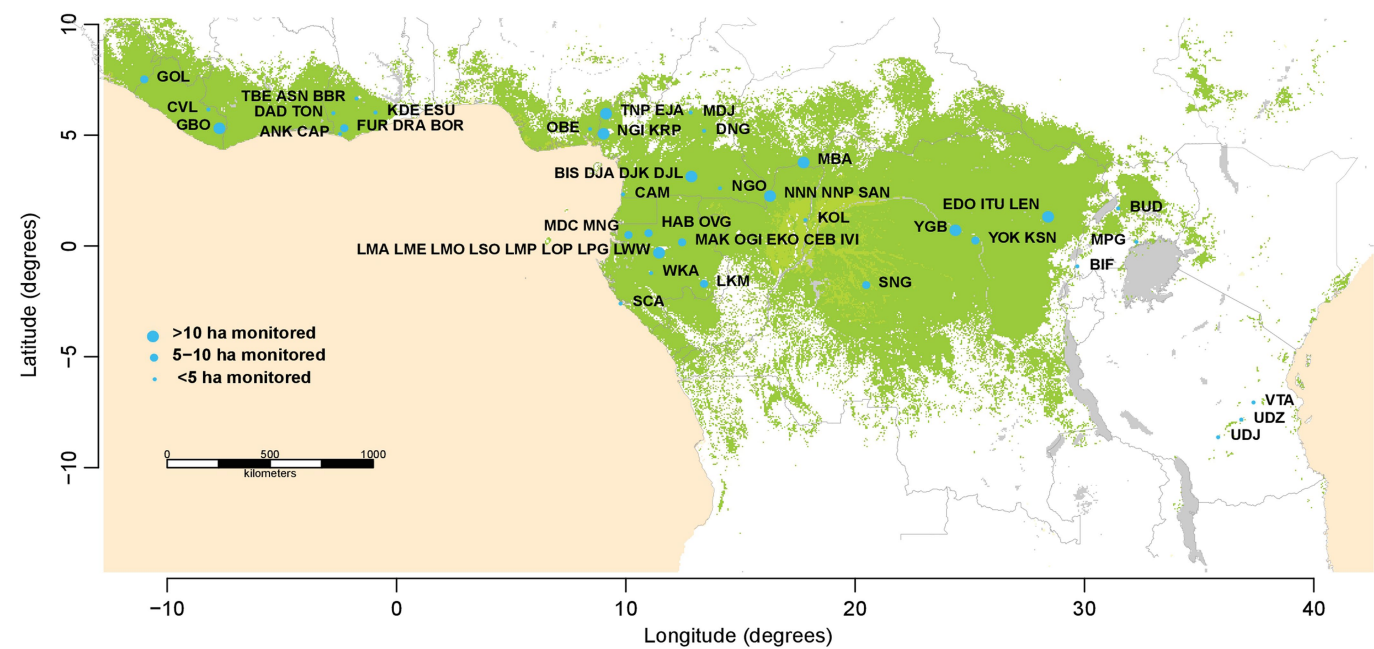 10
5
0
−5
−10
Latitude (degrees)
GOL
CVL
GBO
TBE ASN BBR
DAD TON
ANK CAP
KDE ESU
FUR DRA BOR
OBE
TNP EJA
MDJ
NGI KRP
DNG
MBA
BIS DJA DJK DJL
CAM
NGO
NNN NNP SAN
KOL
EDO ITU LEN
BUD
MDC MNG
HAB OVG
YGB
YOK KSN
MPG
MAK OGI EKO CEB IVI
LMA LME LMO LSO LMP LOP LPG LWW
BIF
WKA
LKM
SNG
SCA
>10 ha monitored
5−10 ha monitored
<5 ha monitored
VTA
UDZ
UDJ
0 500 1000
kilometers
−10 0 10 20 30 40
Longitude (degrees)